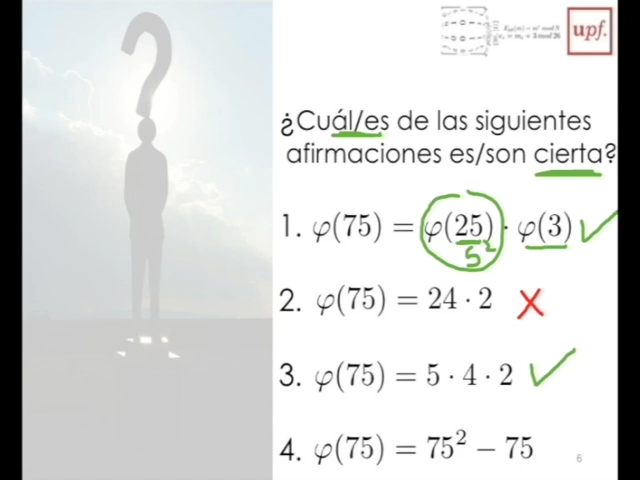 upf.
¿Cuál/es de las siguientes
afirmaciones es/son cierta?
1. φ(75) = φ(25) · φ(3)
5²
2. φ(75) = 24 · 2
3. φ(75) = 5 · 4 · 2
4. φ(75) = 75² − 75
6